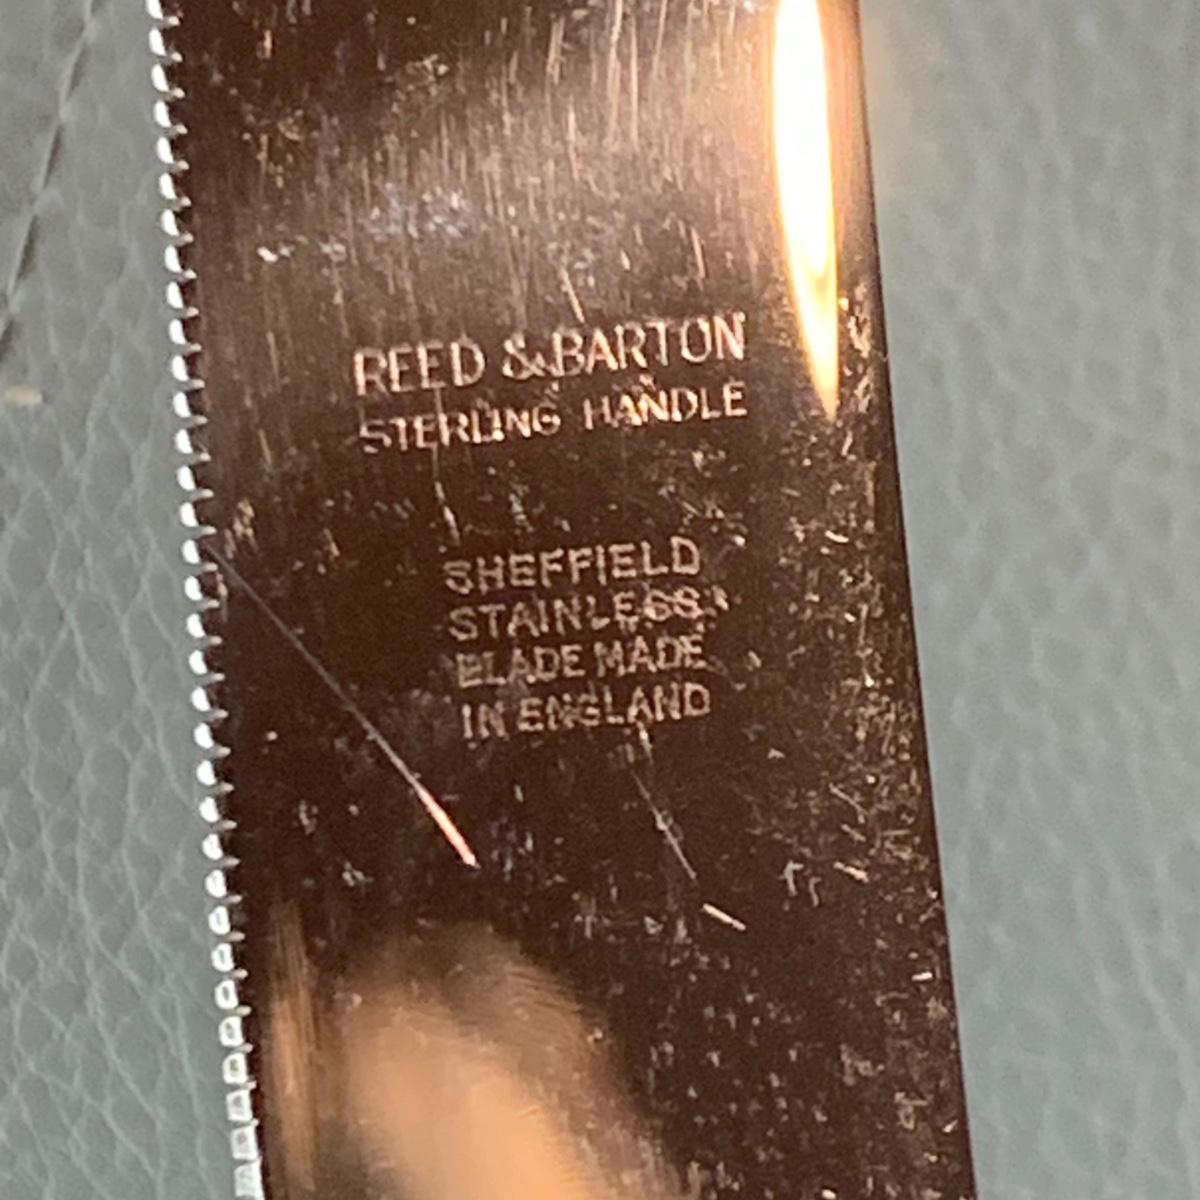 REED & BARTON
STERLING HANDLE
SHEFFIELD
STAINLESS
BLADE MADE
IN ENGLAND